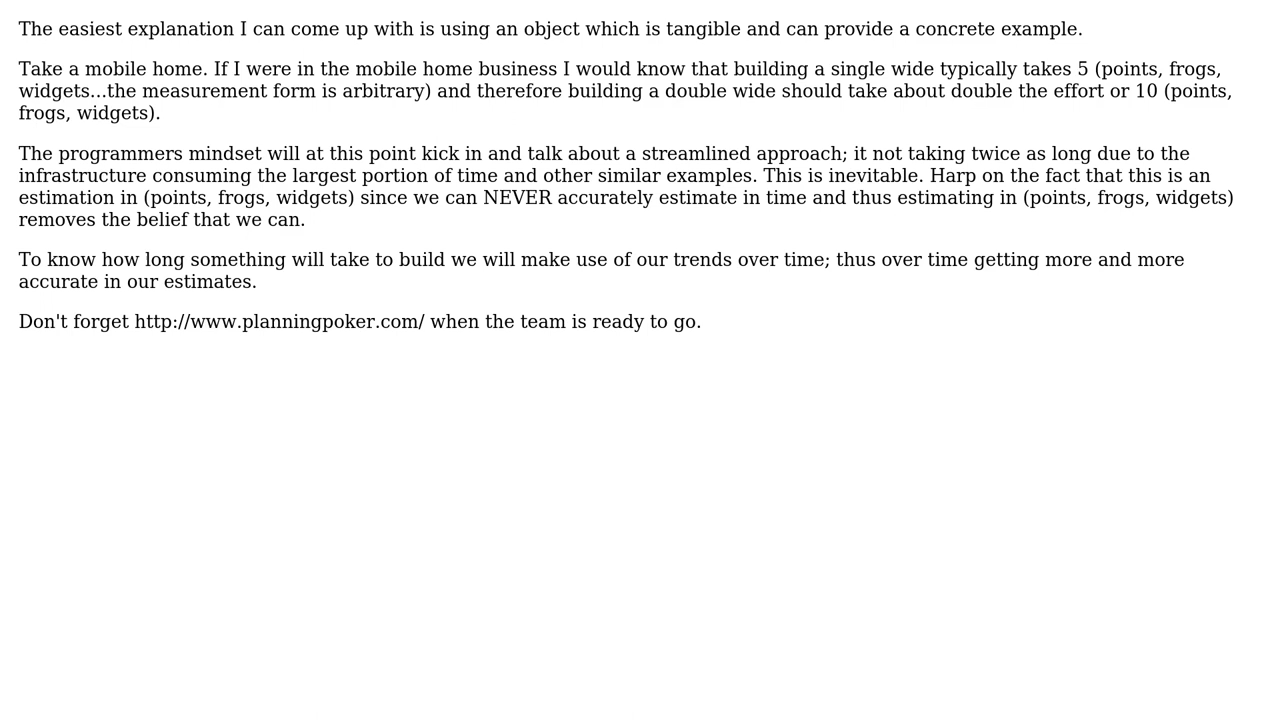 The easiest explanation I can come up with is using an object which is tangible and can provide a concrete example.
Take a mobile home. If I were in the mobile home business I would know that building a single wide typically takes 5 (points, frogs,
widgets...the measurement form is arbitrary) and therefore building a double wide should take about double the effort or 10 (points,
frogs, widgets).
The programmers mindset will at this point kick in and talk about a streamlined approach; it not taking twice as long due to the
infrastructure consuming the largest portion of time and other similar examples. This is inevitable. Harp on the fact that this is an
estimation in (points, frogs, widgets) since we can NEVER accurately estimate in time and thus estimating in (points, frogs, widgets)
removes the belief that we can.
To know how long something will take to build we will make use of our trends over time; thus over time getting more and more
accurate in our estimates.
Don't forget http://www.planningpoker.com/ when the team is ready to go.